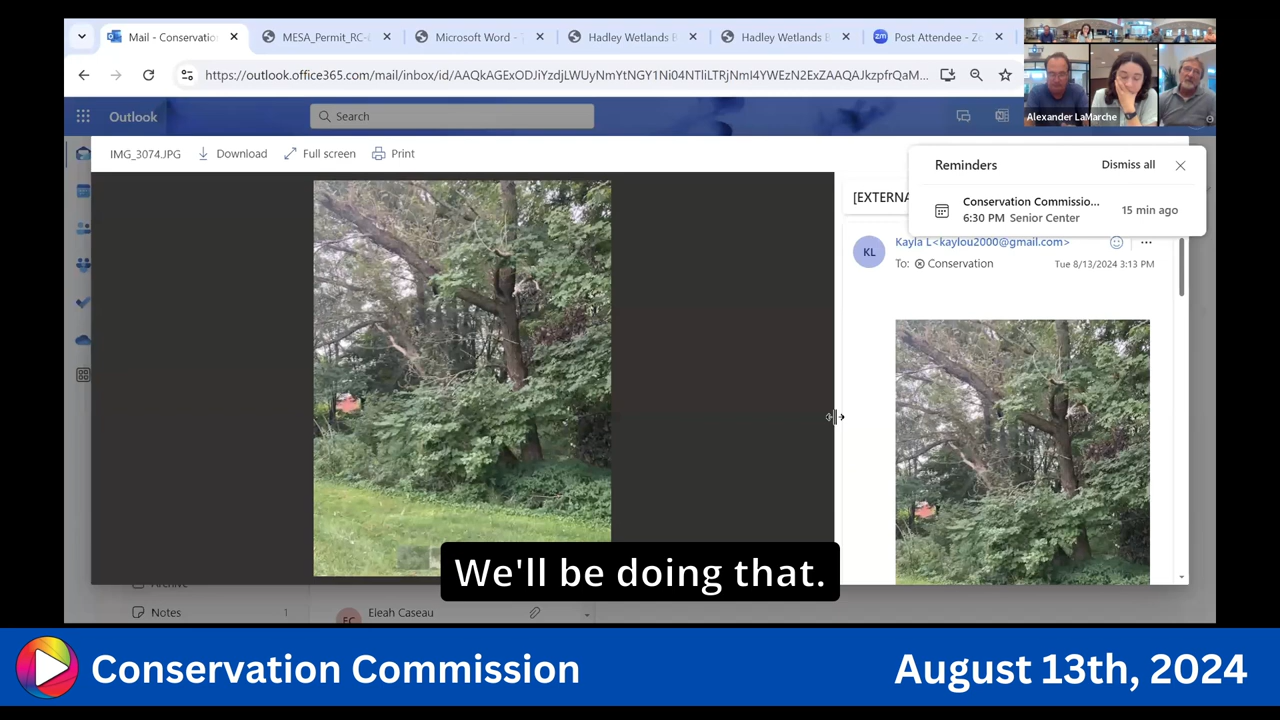 Mail - Conservatio
MESA_Permit_RC-
Microsoft Word -
Hadley Wetlands B
Hadley Wetlands B
Post Attendee - Zo
https://outlook.office365.com/mail/inbox/id/AAQkAGExODJiYzdjLWUyNmYtNGY1Ni04NTliLTRjNmI4YWEzN2ExZAAQAJkzpfrQaM...
Alexander LaMarche
Outlook
Search
IMG_3074.JPG
Download
Full screen
Print
Reminders
Dismiss all
Conservation Commissio...
6:30 PM Senior Center
15 min ago
[EXTERNA
KL
Kayla L<kaylou2000@gmail.com>
To: Conservation
Tue 8/13/2024 3:13 PM
We'll be doing that.
Notes
1
Eleah Caseau
Conservation Commission
August 13th, 2024